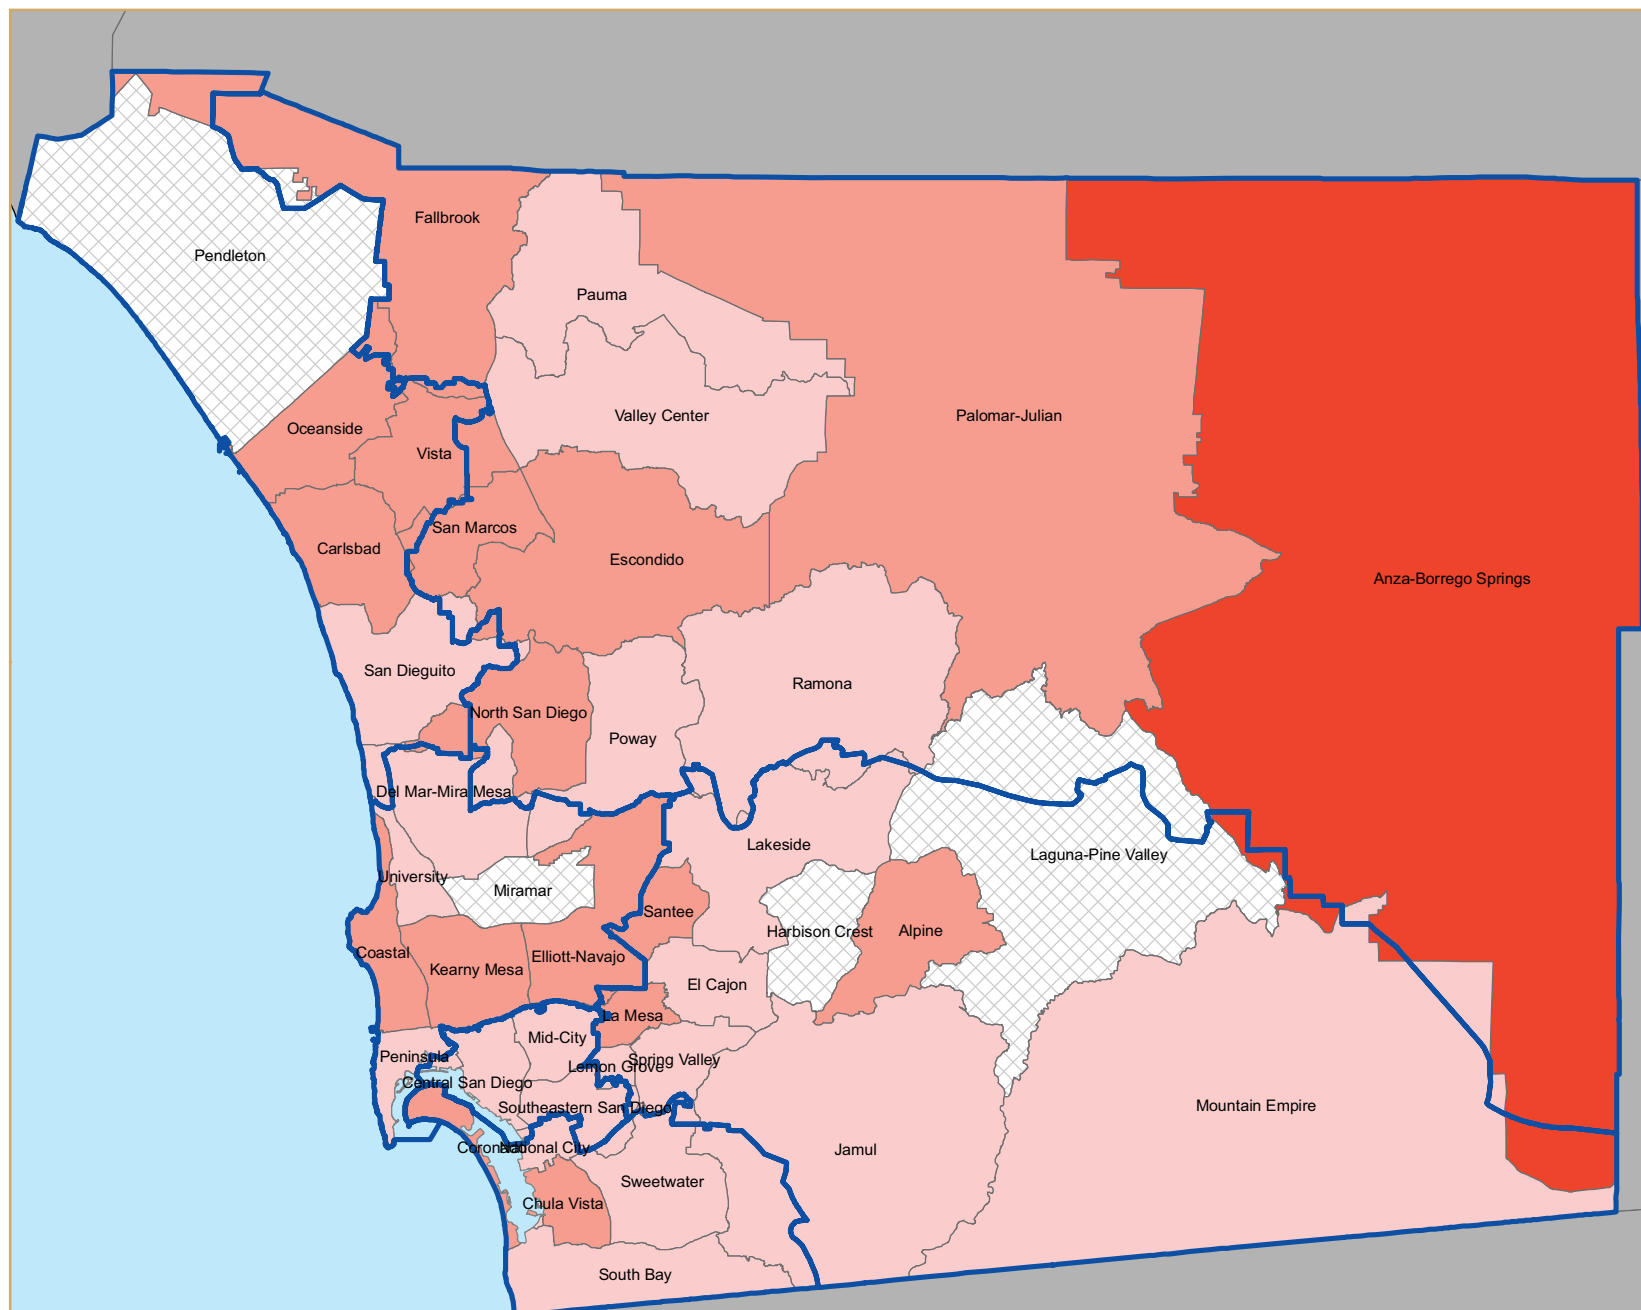 Fallbrook
Pendleton
Pauma
Valley Center
Palomar-Julian
Oceanside
Vista
San Marcos
Carlsbad
Escondido
Anza-Borrego Springs
San Dieguito
Ramona
North San Diego
Poway
Del Mar-Mira Mesa
Lakeside
Laguna-Pine Valley
University
Miramar
Santee
Harbison Crest
Alpine
Coastal
Elliott-Navajo
Kearny Mesa
El Cajon
La Mesa
Mid-City
Peninsula
Lemon Grove
Spring Valley
Central San Diego
Southeastern San Diego
Mountain Empire
Coronado
National City
Jamul
Sweetwater
Chula Vista
South Bay